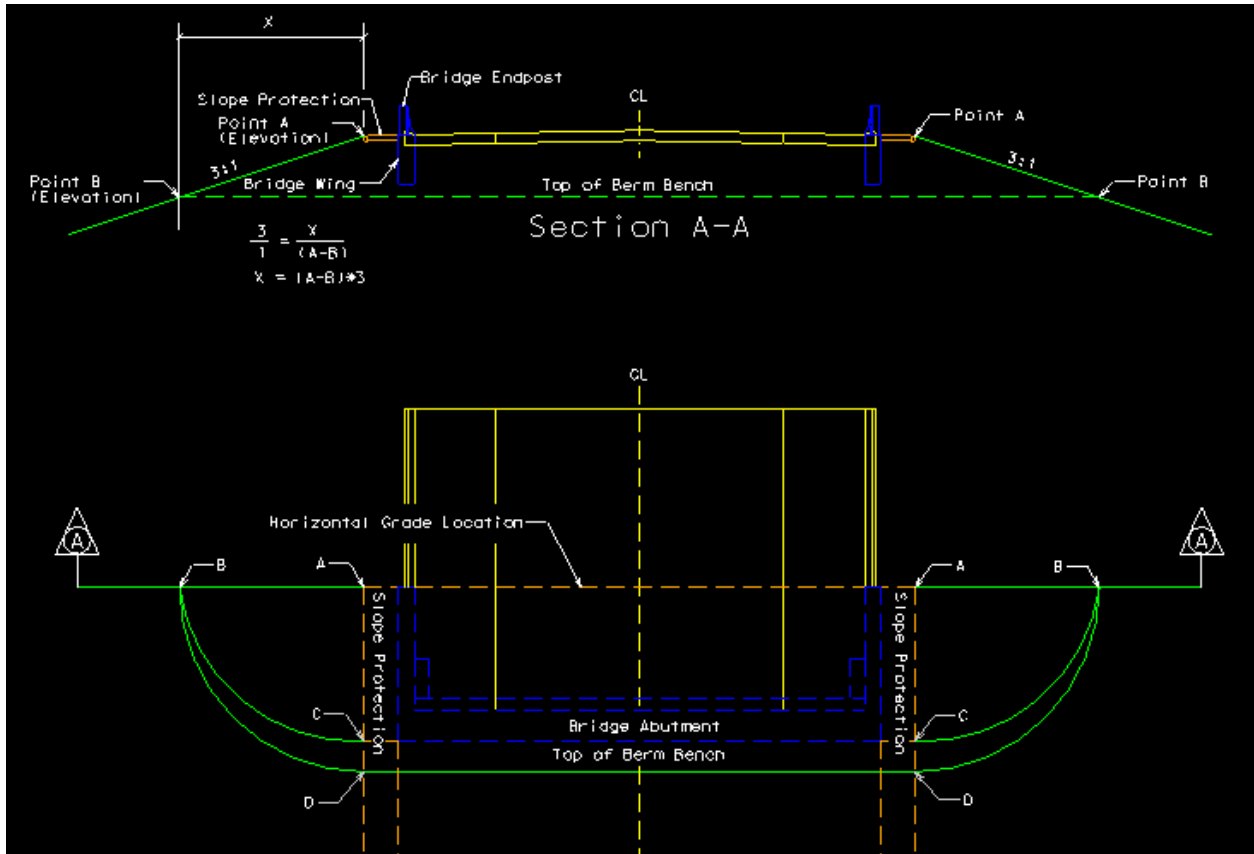 X
Bridge Endpost
CL
Slope Protection
Point A
(Elevation)
Point A
3:1
3:1
Point B
(Elevation)
Bridge Wing
Top of Berm Bench
Point B
Section A-A
3/1 = X/(A-B)
X = (A-B)*3
CL
Horizontal Grade Location
A
A
B
A
A
B
Slope Protection
Slope Protection
C
C
Bridge Abutment
Top of Berm Bench
D
D